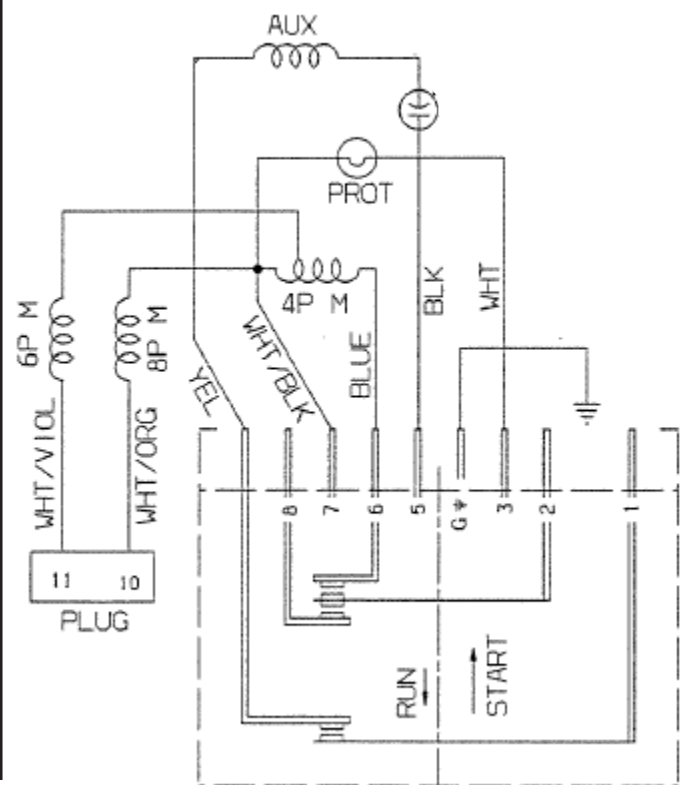 AUX
PROT
4P M
6P M
8P M
BLK
WHT
BLUE
WHT/BLK
YEL
WHT/VIOL
WHT/ORG
8
7
6
5
G
3
2
1
11 10
PLUG
RUN
START